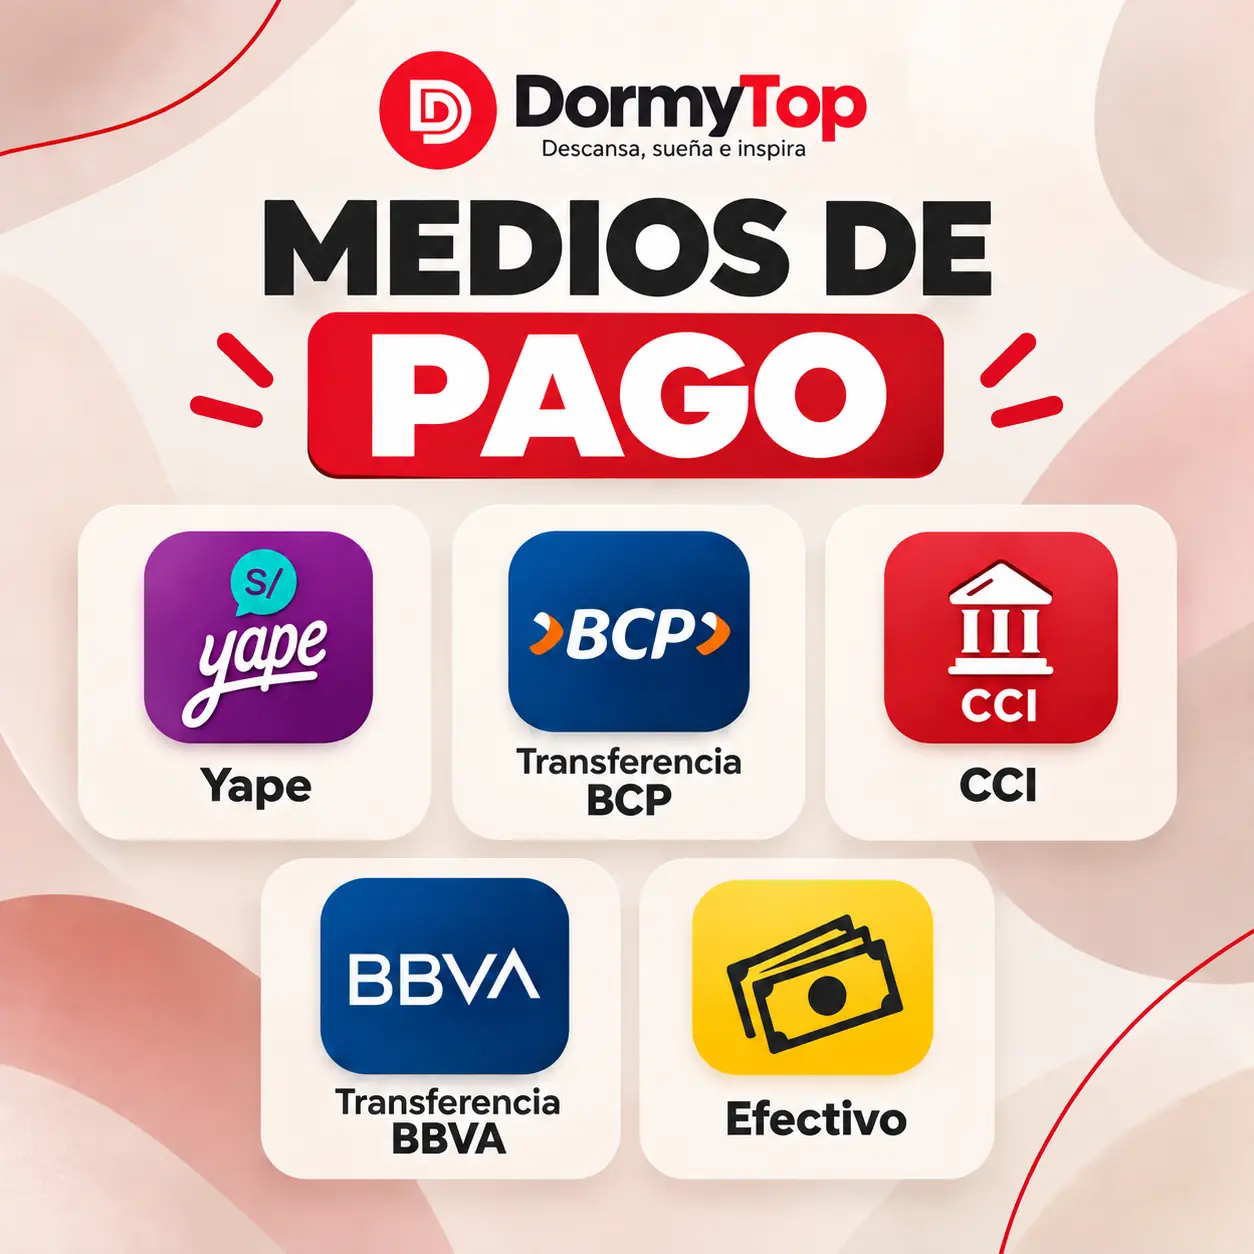 DormyTop
Descansa, sueña e inspira
MEDIOS DE
PAGO
S/
yape
Yape
BCP
Transferencia
BCP
CCI
CCI
BBVA
Transferencia
BBVA
Efectivo